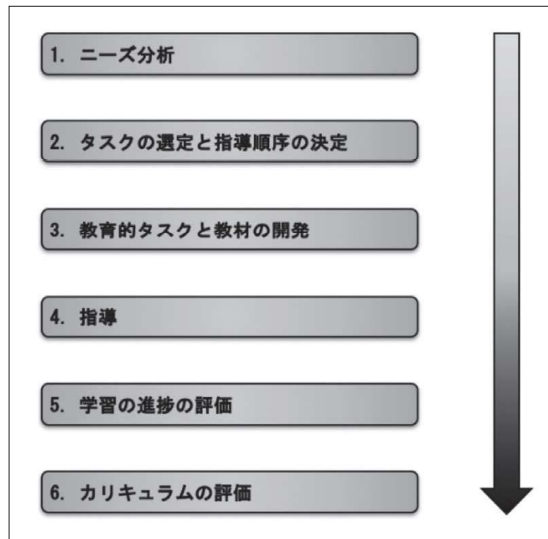 1. ニーズ分析
2. タスクの選定と指導順序の決定
3. 教育的タスクと教材の開発
4. 指導
5. 学習の進捗の評価
6. カリキュラムの評価